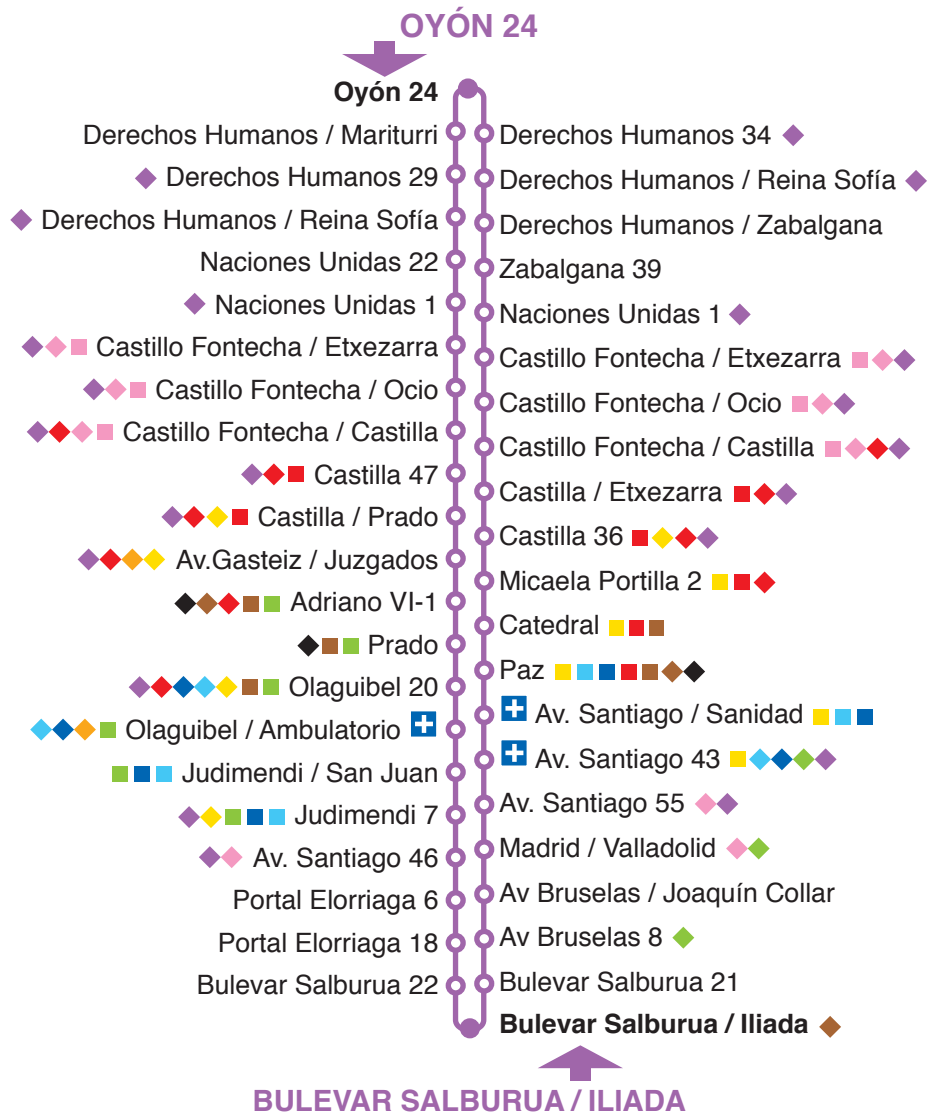 OYÓN 24
Oyón 24
Derechos Humanos / Mariturri
Derechos Humanos 29
Derechos Humanos / Reina Sofía
Naciones Unidas 22
Naciones Unidas 1
Castillo Fontecha / Etxezarra
Castillo Fontecha / Ocio
Castillo Fontecha / Castilla
Castilla 47
Castilla / Prado
Av.Gasteiz / Juzgados
Adriano VI-1
Prado
Olaguibel 20
Olaguibel / Ambulatorio
Judimendi / San Juan
Judimendi 7
Av. Santiago 46
Portal Elorriaga 6
Portal Elorriaga 18
Bulevar Salburua 22
Derechos Humanos 34
Derechos Humanos / Reina Sofía
Derechos Humanos / Zabalgana
Zabalgana 39
Naciones Unidas 1
Castillo Fontecha / Etxezarra
Castillo Fontecha / Ocio
Castillo Fontecha / Castilla
Castilla / Etxezarra
Castilla 36
Micaela Portilla 2
Catedral
Paz
Av. Santiago / Sanidad
Av. Santiago 43
Av. Santiago 55
Madrid / Valladolid
Av Bruselas / Joaquín Collar
Av Bruselas 8
Bulevar Salburua 21
Bulevar Salburua / Iliada
BULEVAR SALBURUA / ILIADA